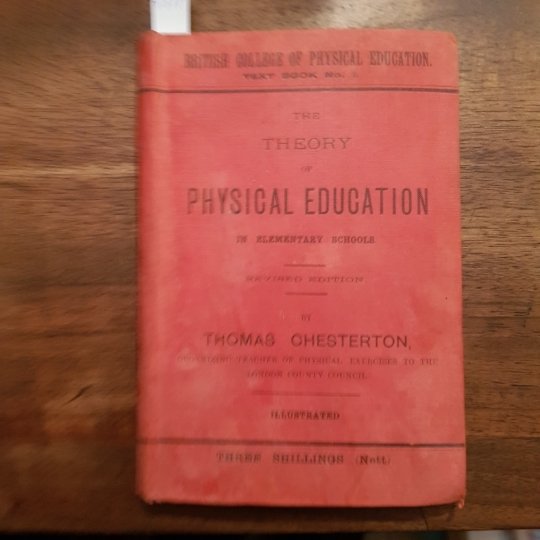 BRITISH COLLEGE OF PHYSICAL EDUCATION.
TEXT BOOK No. 1.
THE
THEORY
OF
PHYSICAL EDUCATION
IN ELEMENTARY SCHOOLS
REVISED EDITION.
BY
THOMAS CHESTERTON,
ORGANIZING TEACHER OF PHYSICAL EXERCISES TO THE
LONDON COUNTY COUNCIL.
ILLUSTRATED
THREE SHILLINGS (Nett)